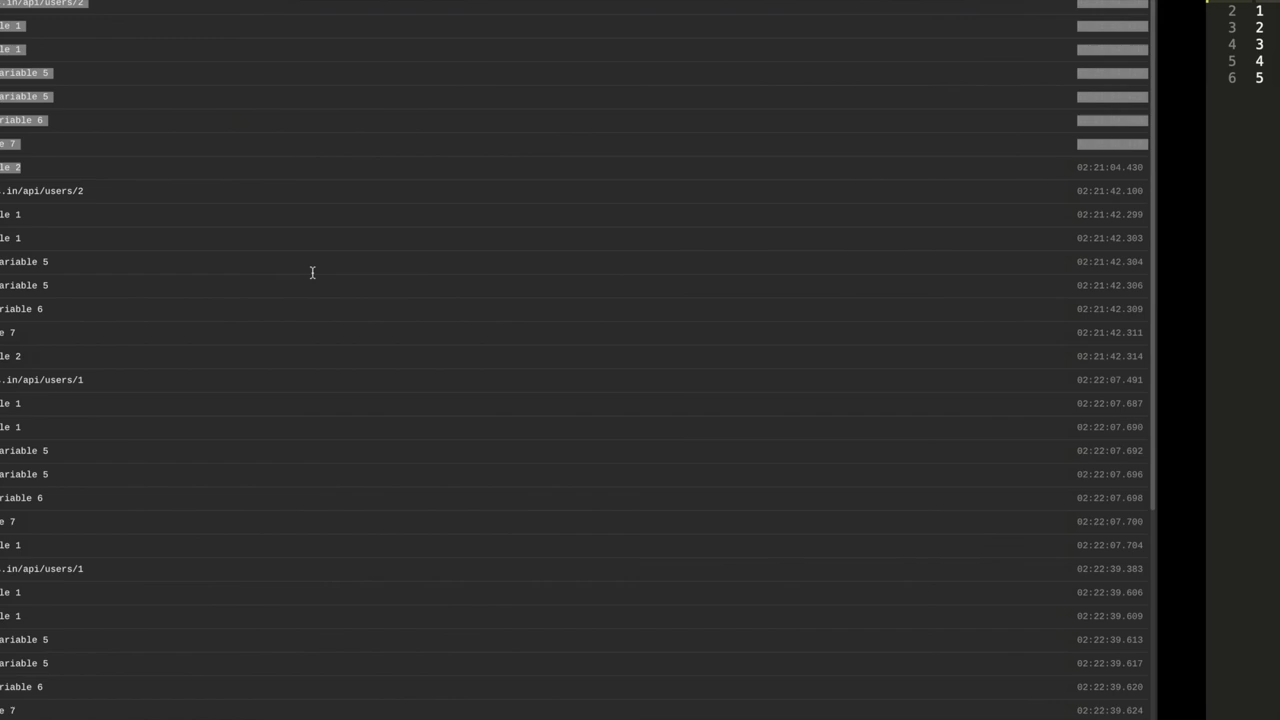 s.in/api/users/2
le 1
le 1
ariable 5
ariable 5
riable 6
e 7
le 2 02:21:04.430
.in/api/users/2 02:21:42.100
le 1 02:21:42.299
le 1 02:21:42.303
ariable 5 02:21:42.304
ariable 5 02:21:42.306
riable 6 02:21:42.309
e 7 02:21:42.311
le 2 02:21:42.314
.in/api/users/1 02:22:07.491
le 1 02:22:07.687
le 1 02:22:07.690
ariable 5 02:22:07.692
ariable 5 02:22:07.696
riable 6 02:22:07.698
e 7 02:22:07.700
le 1 02:22:07.704
.in/api/users/1 02:22:39.383
le 1 02:22:39.606
le 1 02:22:39.609
ariable 5 02:22:39.613
ariable 5 02:22:39.617
riable 6 02:22:39.620
e 7 02:22:39.624
2 1
3 2
4 3
5 4
6 5